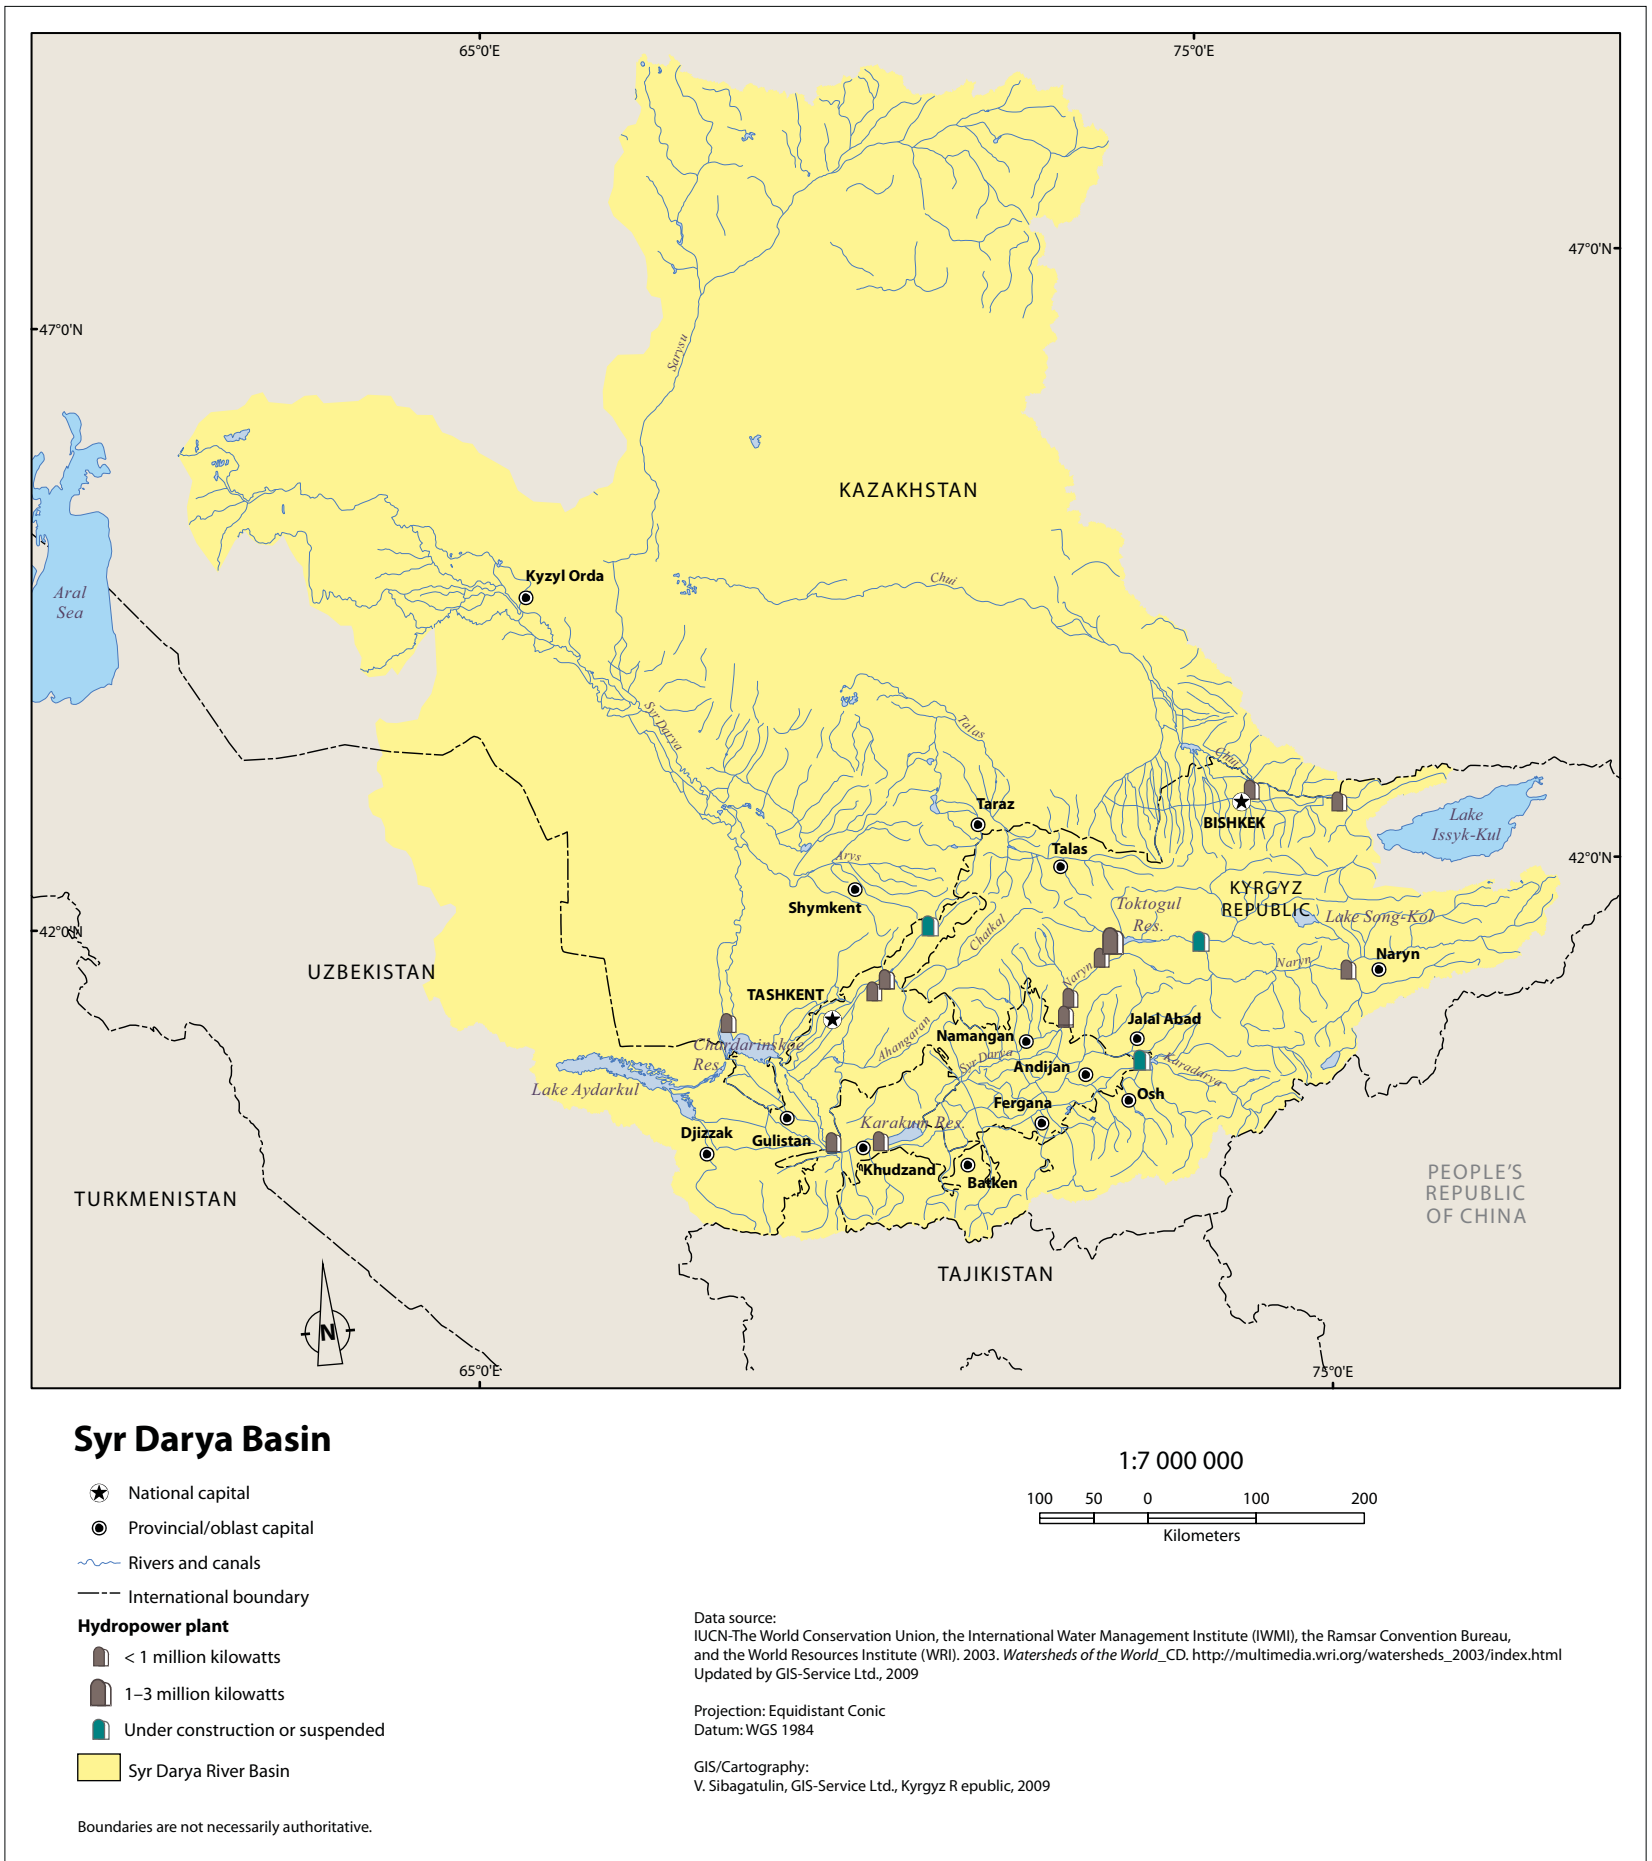 65°0'E
75°0'E
47°0'N
47°0'N
Sarysu
KAZAKHSTAN
Aral
Sea
Kyzyl Orda
Chui
Syr Darya
Talas
Chui
Taraz
BISHKEK
Lake
Issyk-Kul
Talas
42°0'N
Arys
Shymkent
KYRGYZ
REPUBLIC
Toktogul
Res.
Lake Song-Kol
Chatkal
42°0'N
UZBEKISTAN
Naryn
Naryn
Naryn
TASHKENT
Jalal Abad
Namangan
Ahangaran
Chardarinskoe
Res.
Syr Darya
Andijan
Karadarya
Lake Aydarkul
Osh
Fergana
Karakum Res.
Djizzak
Gulistan
Khudzand
Batken
TURKMENISTAN
PEOPLE'S
REPUBLIC
OF CHINA
TAJIKISTAN
N
65°0'E
75°0'E
Syr Darya Basin
National capital
Provincial/oblast capital
Rivers and canals
International boundary
Hydropower plant
< 1 million kilowatts
1–3 million kilowatts
Under construction or suspended
Syr Darya River Basin
Boundaries are not necessarily authoritative.
1:7 000 000
100 50 0 100 200
Kilometers
Data source:
IUCN-The World Conservation Union, the International Water Management Institute (IWMI), the Ramsar Convention Bureau,
and the World Resources Institute (WRI). 2003. Watersheds of the World_CD. http://multimedia.wri.org/watersheds_2003/index.html
Updated by GIS-Service Ltd., 2009
Projection: Equidistant Conic
Datum: WGS 1984
GIS/Cartography:
V. Sibagatulin, GIS-Service Ltd., Kyrgyz R epublic, 2009